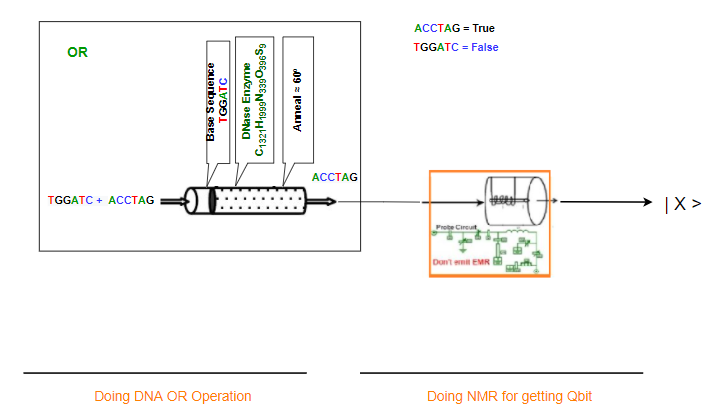 OR
ACCTAG = True
TGGATC = False
Base Sequence
TGGATC
DNase Enzyme
C1321H1999N339O396S9
Anneal ≈ 60º
ACCTAG
TGGATC + ACCTAG
| X >
Probe Circuit
Don't emit EMR
Doing DNA OR Operation
Doing NMR for getting Qbit